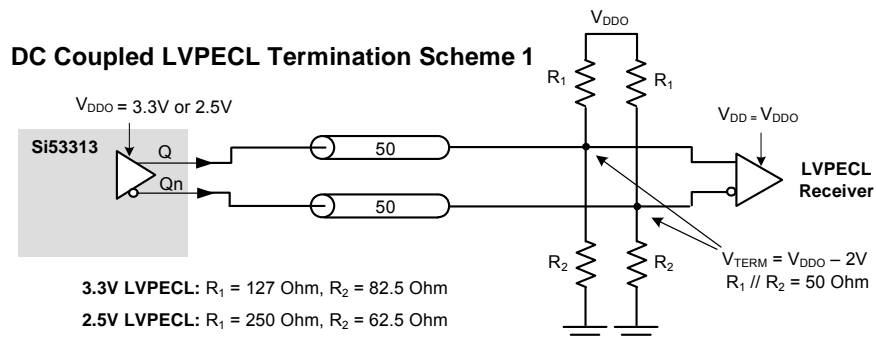 DC Coupled LVPECL Termination Scheme 1
VDDO
R1
R1
VDDO = 3.3V or 2.5V
VDD = VDDO
Si53313
Q
50
Qn
50
LVPECL
Receiver
R2
R2
VTERM = VDDO – 2V
R1 // R2 = 50 Ohm
3.3V LVPECL: R1 = 127 Ohm, R2 = 82.5 Ohm
2.5V LVPECL: R1 = 250 Ohm, R2 = 62.5 Ohm